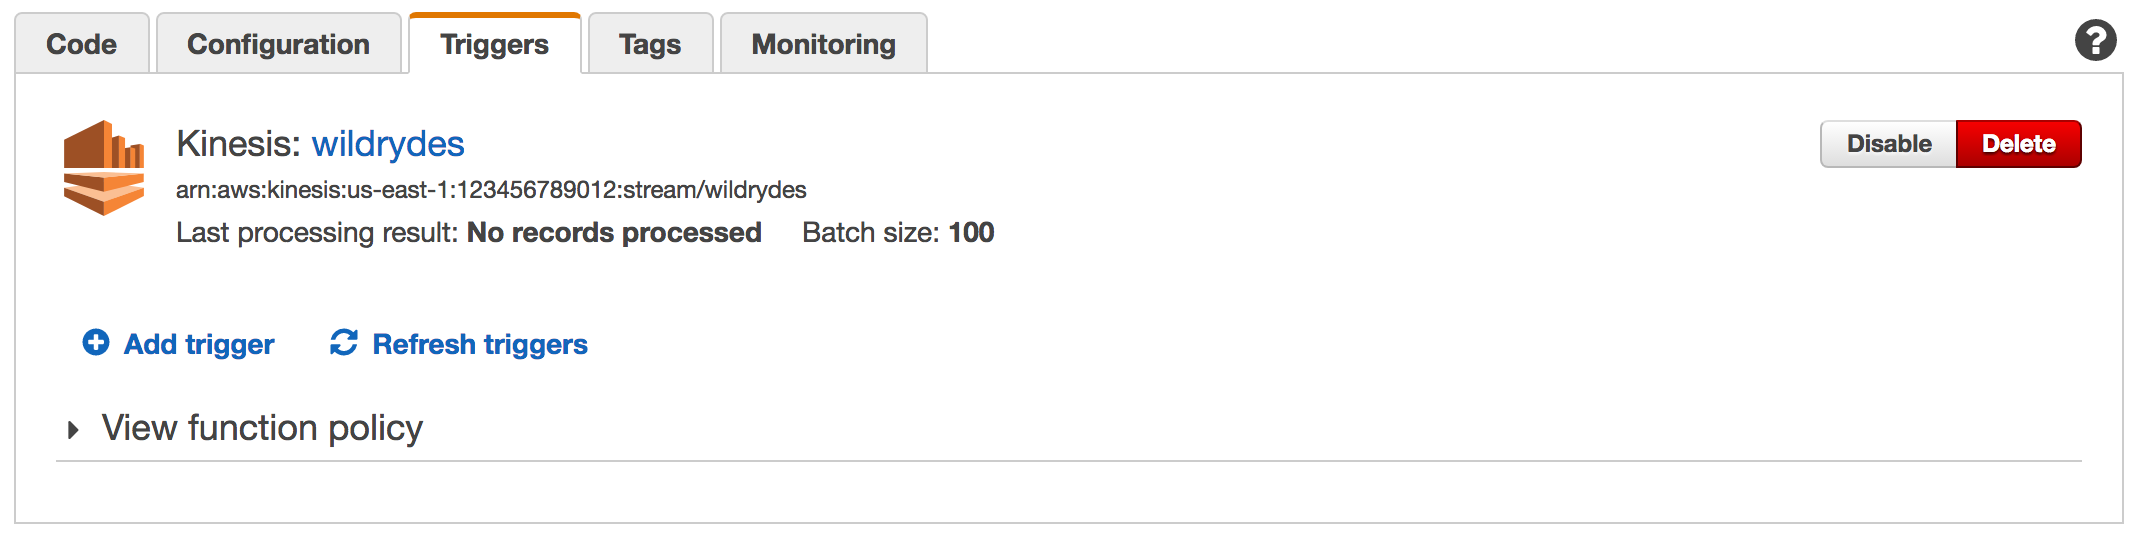 Code Configuration Triggers Tags Monitoring ?
Kinesis: wildrydes
Disable Delete
arn:aws:kinesis:us-east-1:123456789012:stream/wildrydes
Last processing result: No records processed Batch size: 100
Add trigger Refresh triggers
View function policy